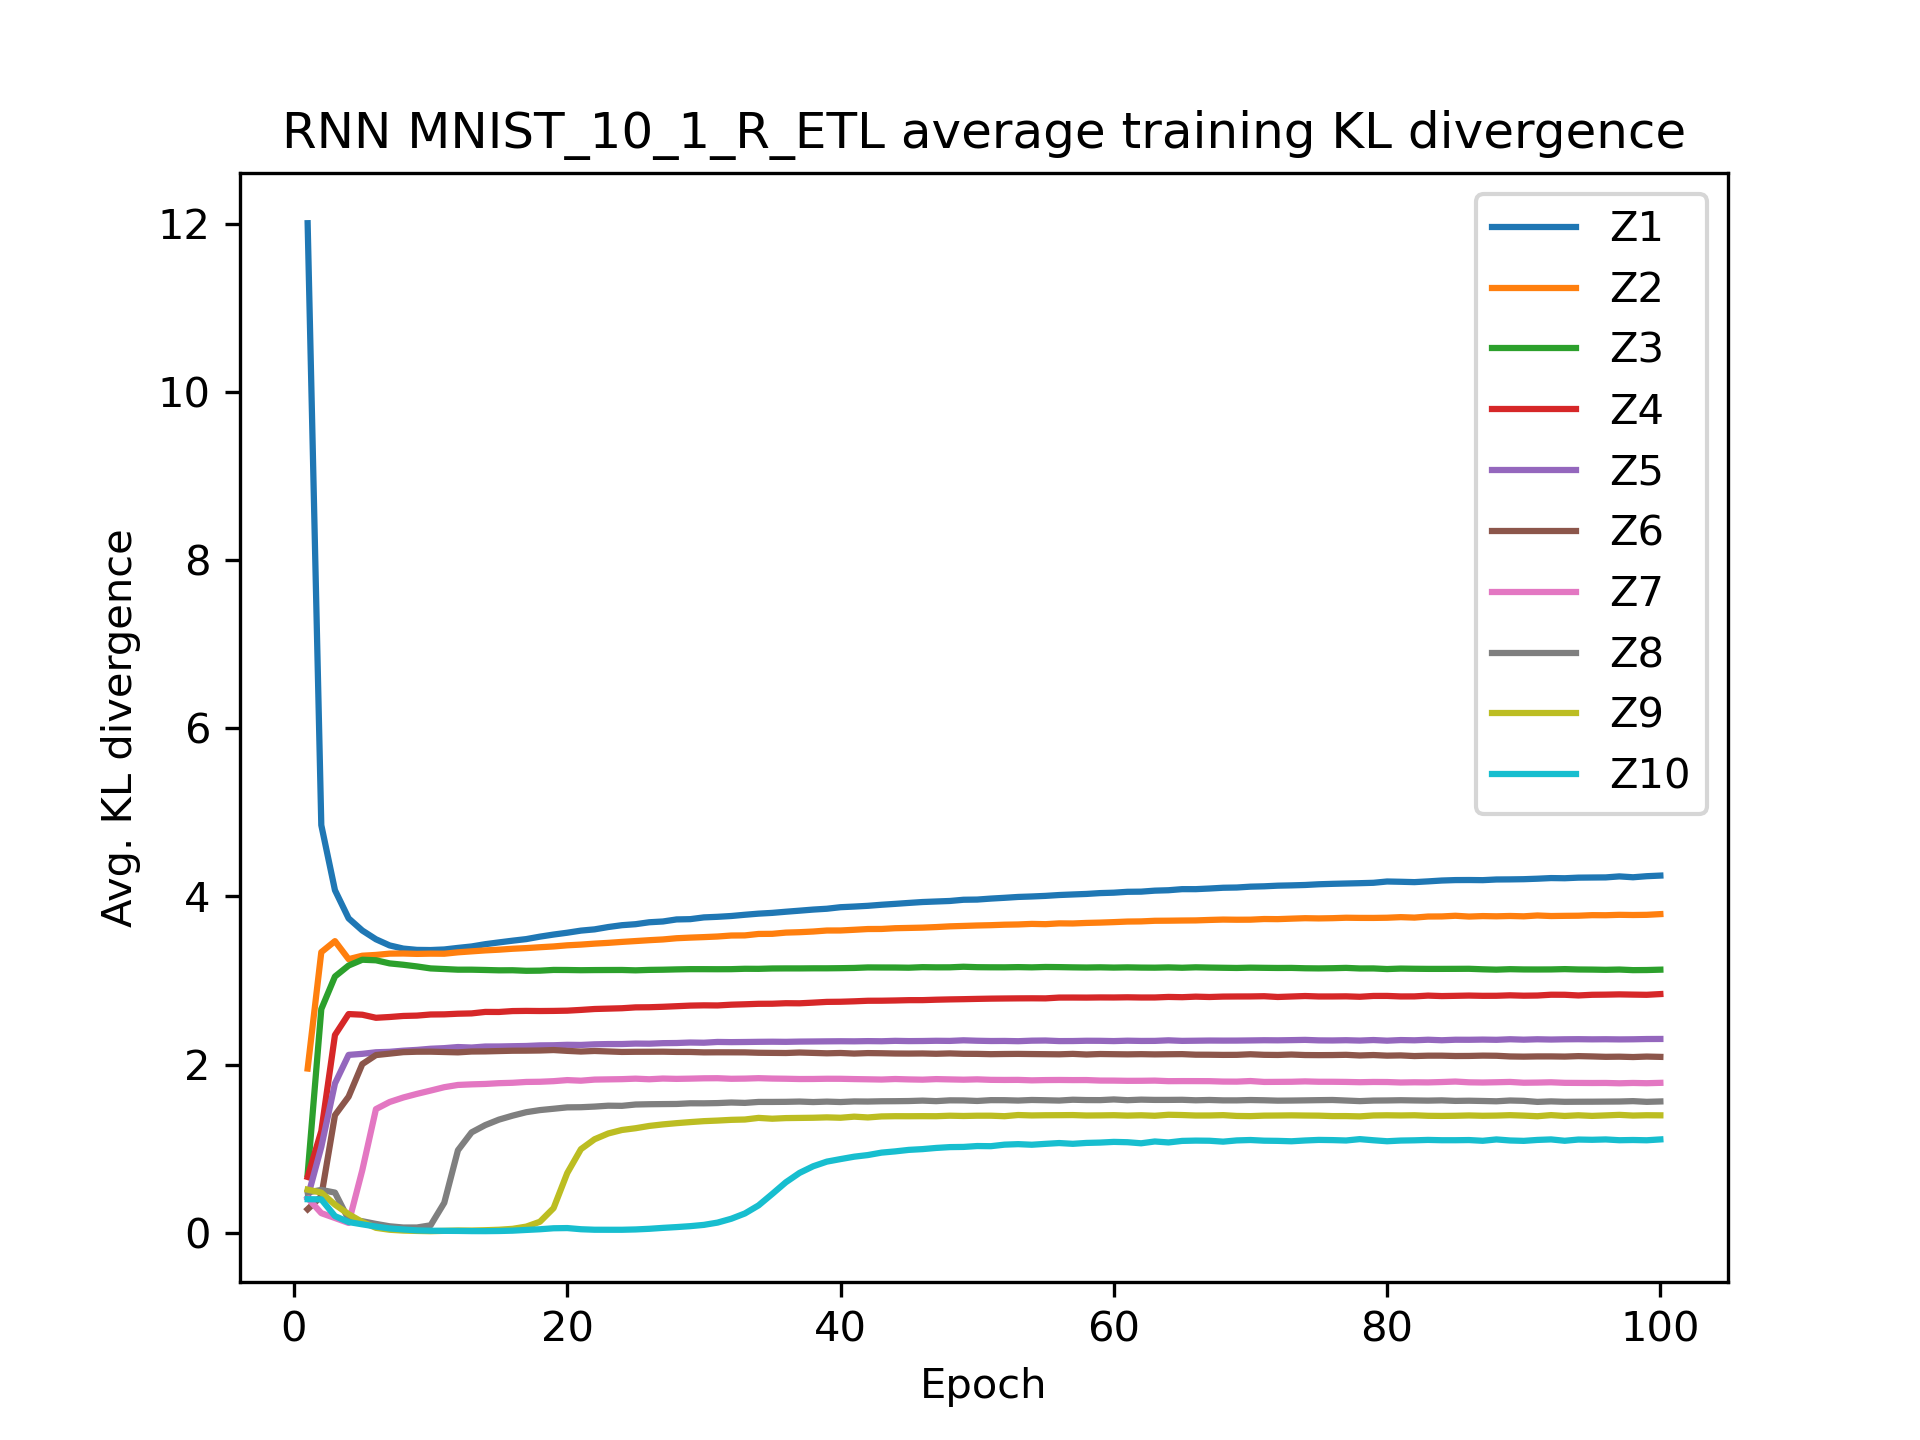 RNN MNIST_10_1_R_ETL average training KL divergence
Avg. KL divergence
12
10
8
6
4
2
0
0 20 40 60 80 100
Epoch
Z1
Z2
Z3
Z4
Z5
Z6
Z7
Z8
Z9
Z10